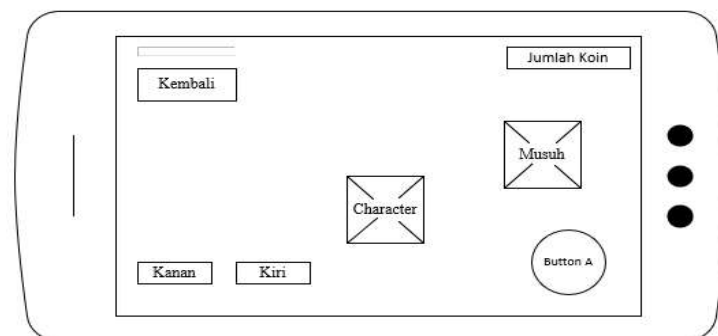 Jumlah Koin
Kembali
Musuh
Character
Kanan
Kiri
Button A